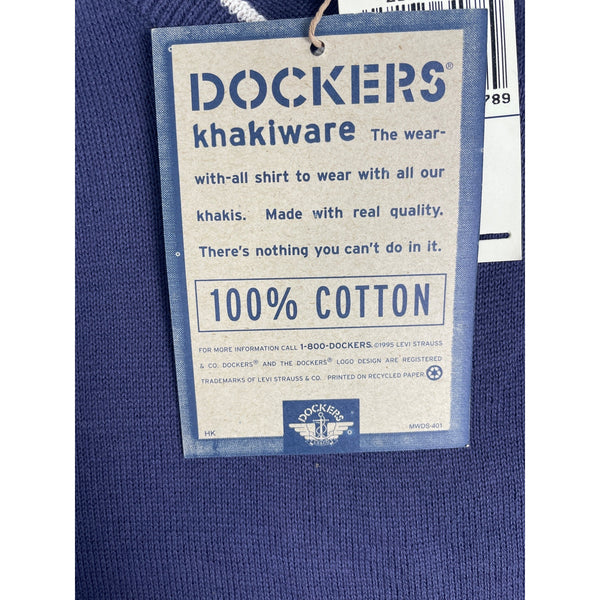 789
DOCKERS®
khakiware The wear-
with-all shirt to wear with all our
khakis. Made with real quality.
There's nothing you can't do in it.
100% COTTON
FOR MORE INFORMATION CALL 1-800-DOCKERS. ©1995 LEVI STRAUSS
& CO. DOCKERS® AND THE DOCKERS® LOGO DESIGN ARE REGISTERED
TRADEMARKS OF LEVI STRAUSS & CO. PRINTED ON RECYCLED PAPER
DOCKERS
HK
MWDS-401